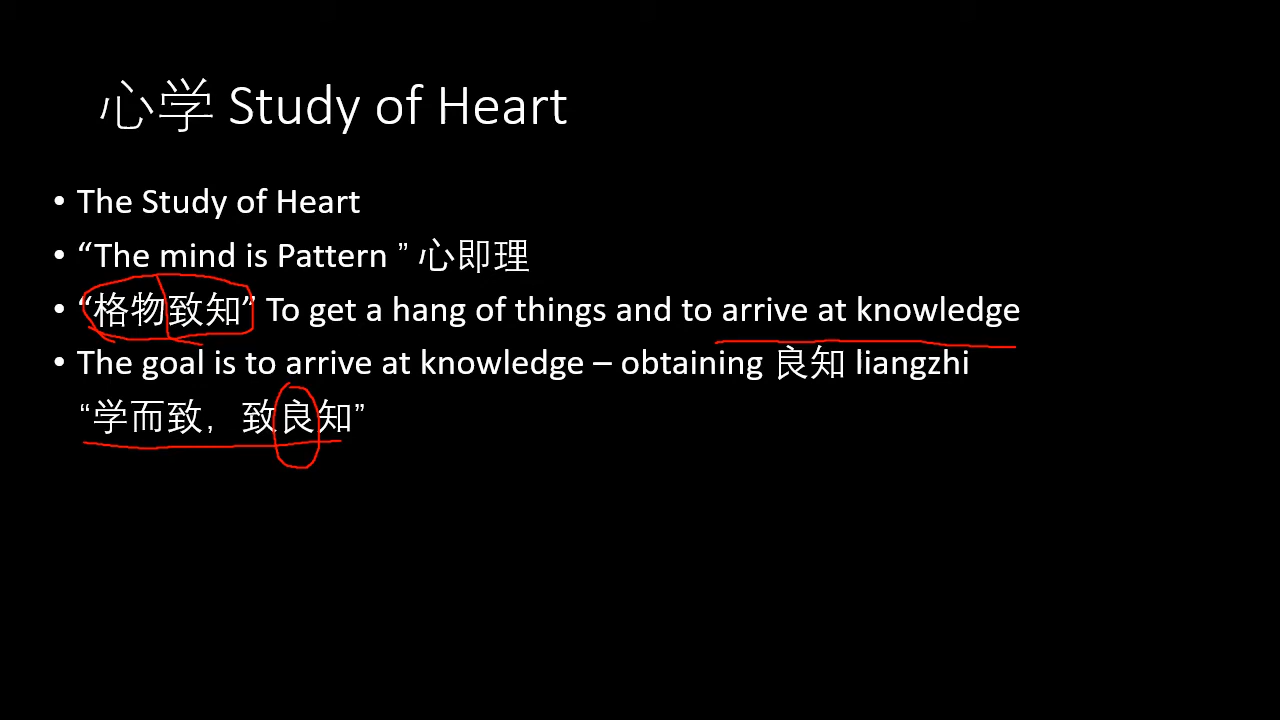 心学 Study of Heart
• The Study of Heart
• “The mind is Pattern ” 心即理
• “格物致知” To get a hang of things and to arrive at knowledge
• The goal is to arrive at knowledge – obtaining 良知 liangzhi
“学而致，致良知”